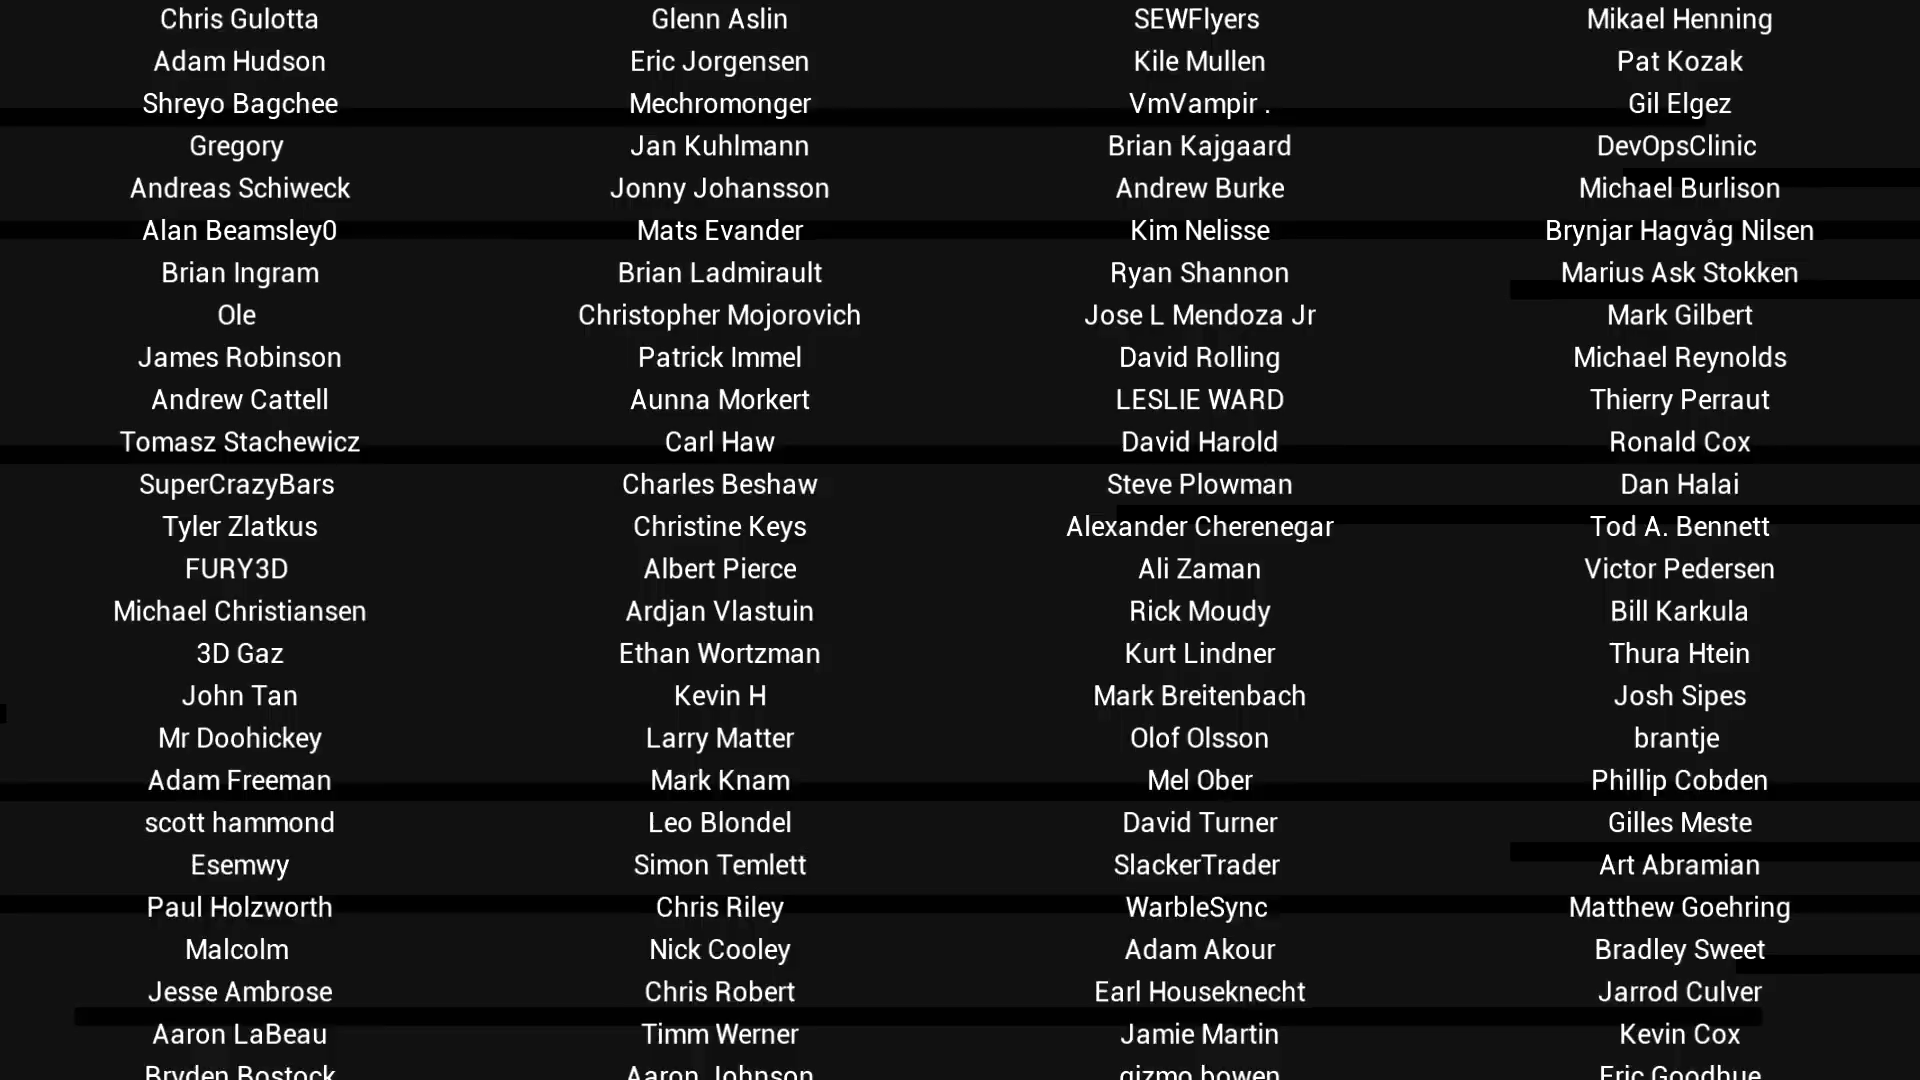 Chris Gulotta Glenn Aslin SEWFlyers Mikael Henning
Adam Hudson Eric Jorgensen Kile Mullen Pat Kozak
Shreyo Bagchee Mechromonger VmVampir . Gil Elgez
Gregory Jan Kuhlmann Brian Kajgaard DevOpsClinic
Andreas Schiweck Jonny Johansson Andrew Burke Michael Burlison
Alan Beamsley0 Mats Evander Kim Nelisse Brynjar Hagvåg Nilsen
Brian Ingram Brian Ladmirault Ryan Shannon Marius Ask Stokken
Ole Christopher Mojorovich Jose L Mendoza Jr Mark Gilbert
James Robinson Patrick Immel David Rolling Michael Reynolds
Andrew Cattell Aunna Morkert LESLIE WARD Thierry Perraut
Tomasz Stachewicz Carl Haw David Harold Ronald Cox
SuperCrazyBars Charles Beshaw Steve Plowman Dan Halai
Tyler Zlatkus Christine Keys Alexander Cherenegar Tod A. Bennett
FURY3D Albert Pierce Ali Zaman Victor Pedersen
Michael Christiansen Ardjan Vlastuin Rick Moudy Bill Karkula
3D Gaz Ethan Wortzman Kurt Lindner Thura Htein
John Tan Kevin H Mark Breitenbach Josh Sipes
Mr Doohickey Larry Matter Olof Olsson brantje
Adam Freeman Mark Knam Mel Ober Phillip Cobden
scott hammond Leo Blondel David Turner Gilles Meste
Esemwy Simon Temlett SlackerTrader Art Abramian
Paul Holzworth Chris Riley WarbleSync Matthew Goehring
Malcolm Nick Cooley Adam Akour Bradley Sweet
Jesse Ambrose Chris Robert Earl Houseknecht Jarrod Culver
Aaron LaBeau Timm Werner Jamie Martin Kevin Cox
Bryden Bostock Aaron Johnson gizmo bowen Eric Goodhue